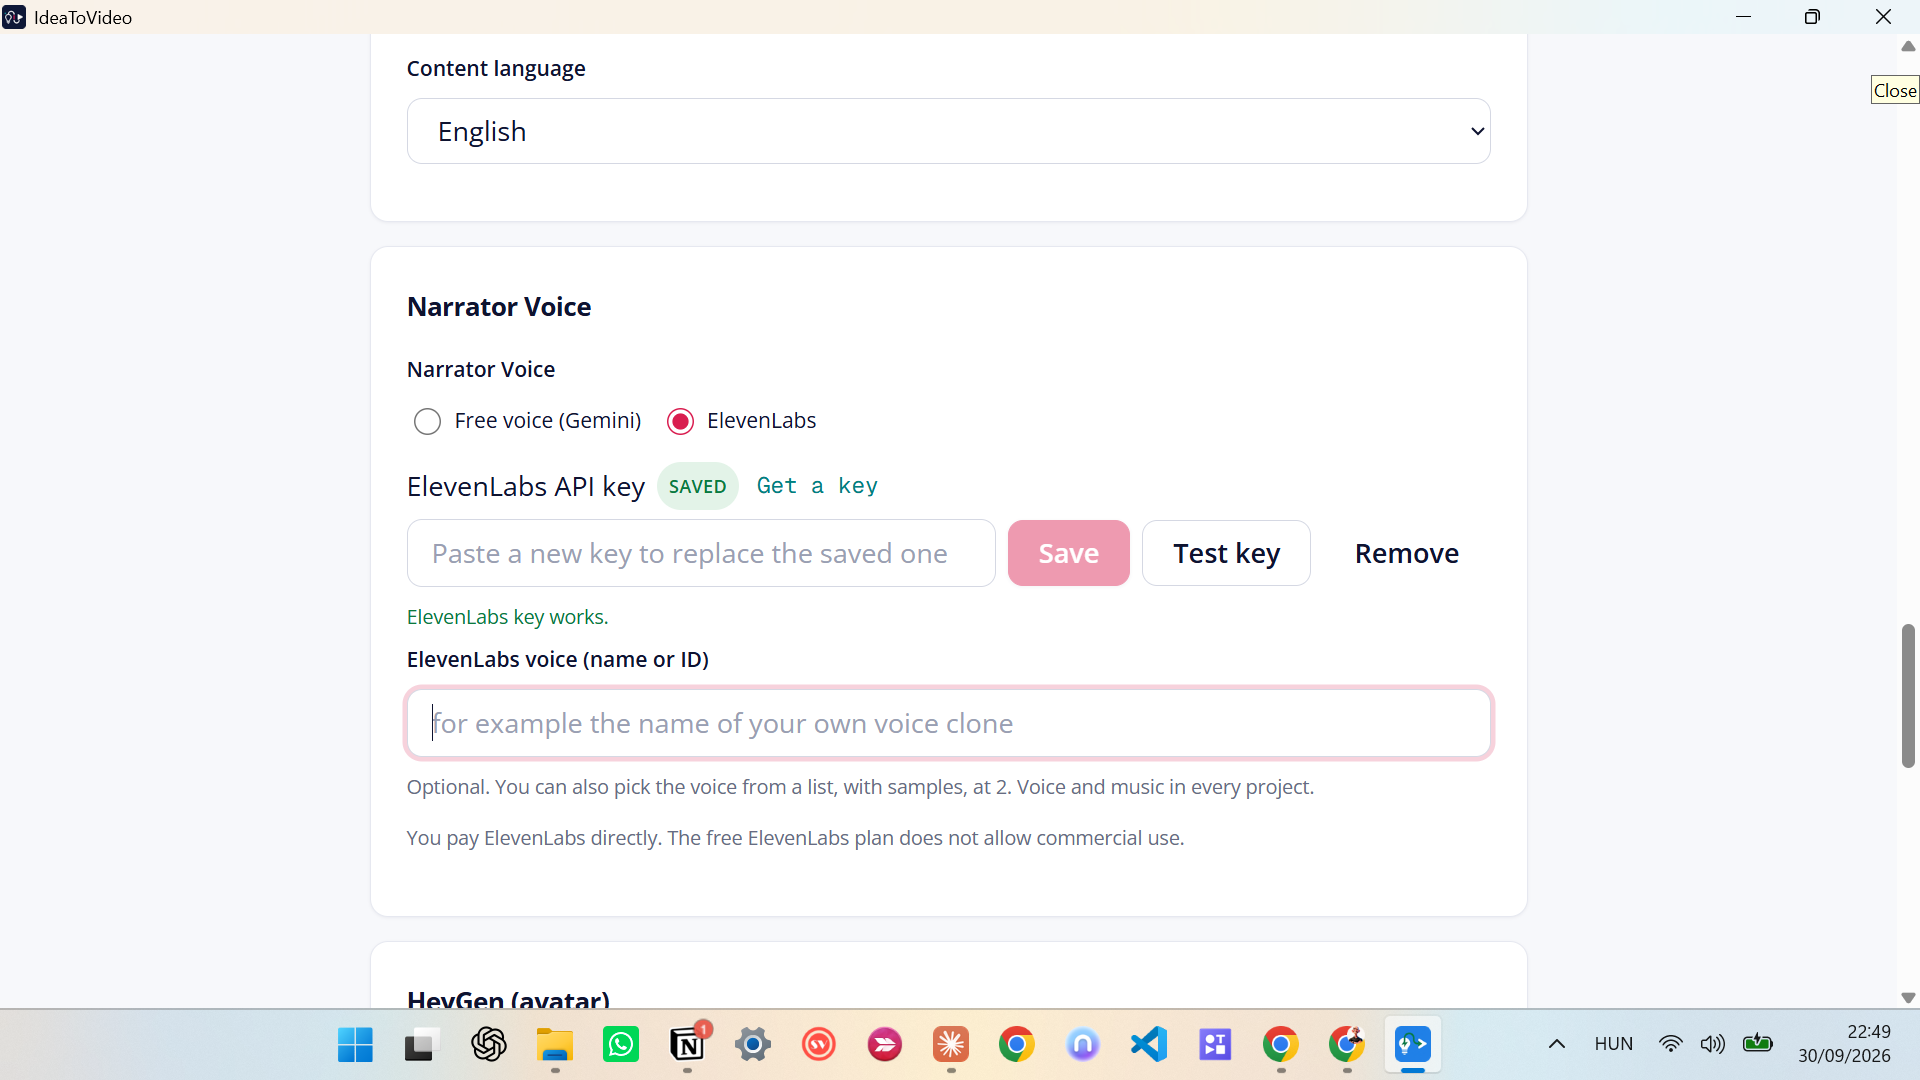 IdeaToVideo
Close
Content language
English
Narrator Voice
Narrator Voice
Free voice (Gemini) ElevenLabs
ElevenLabs API key SAVED Get a key
Paste a new key to replace the saved one Save Test key Remove
ElevenLabs key works.
ElevenLabs voice (name or ID)
for example the name of your own voice clone
Optional. You can also pick the voice from a list, with samples, at 2. Voice and music in every project.
You pay ElevenLabs directly. The free ElevenLabs plan does not allow commercial use.
HeyGen (avatar)
1
HUN
22:49
30/09/2026